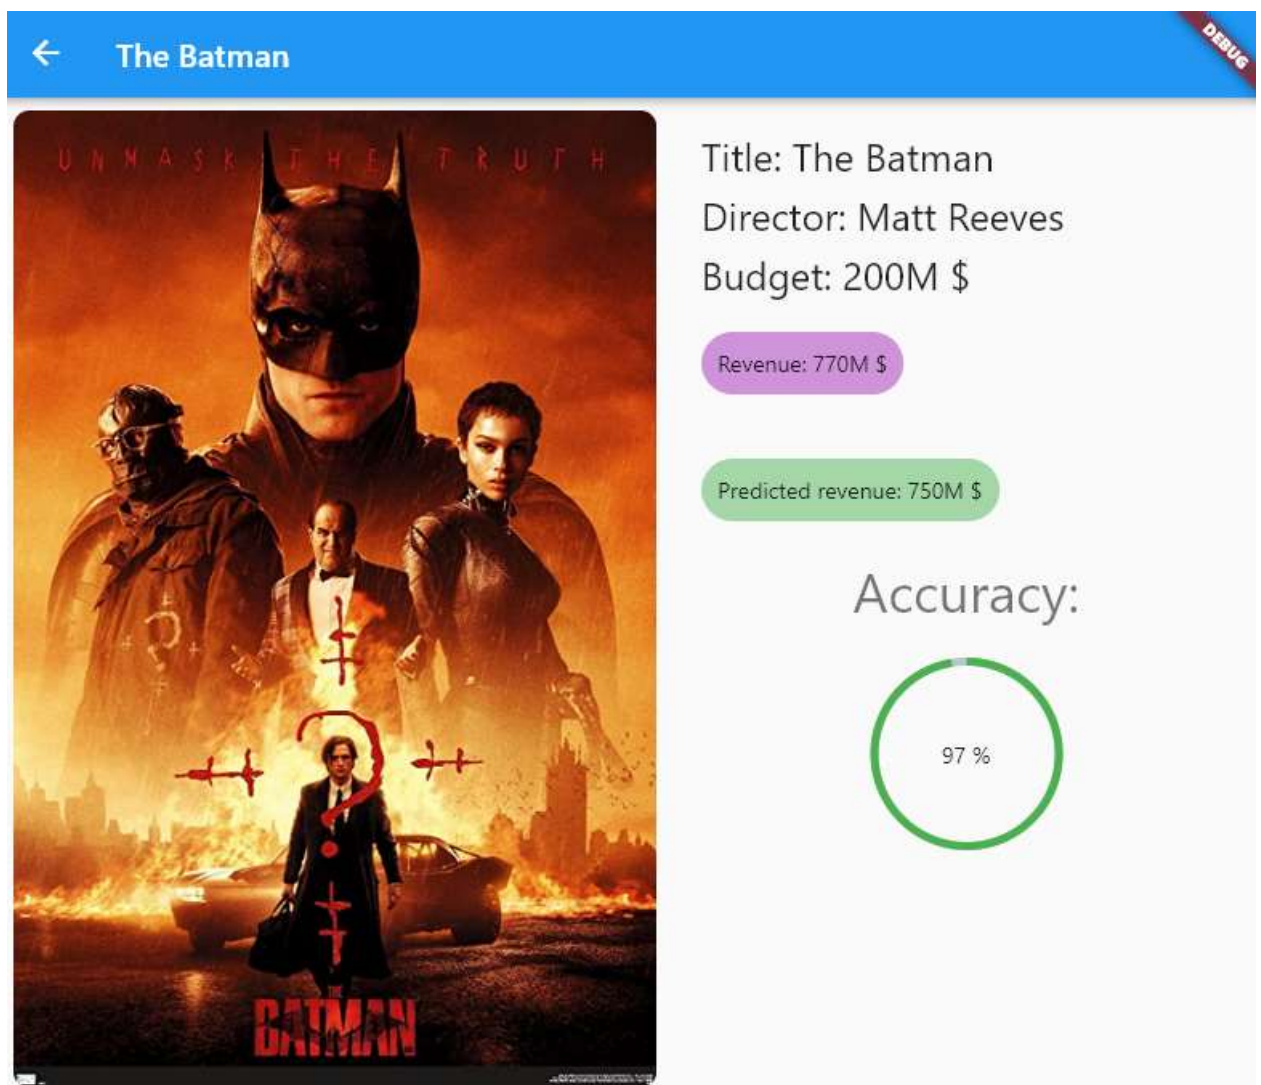 The Batman
DEBUG
UNMASK THE TRUTH
THE
BATMAN
Title: The Batman
Director: Matt Reeves
Budget: 200M $
Revenue: 770M $
Predicted revenue: 750M $
Accuracy:
97 %